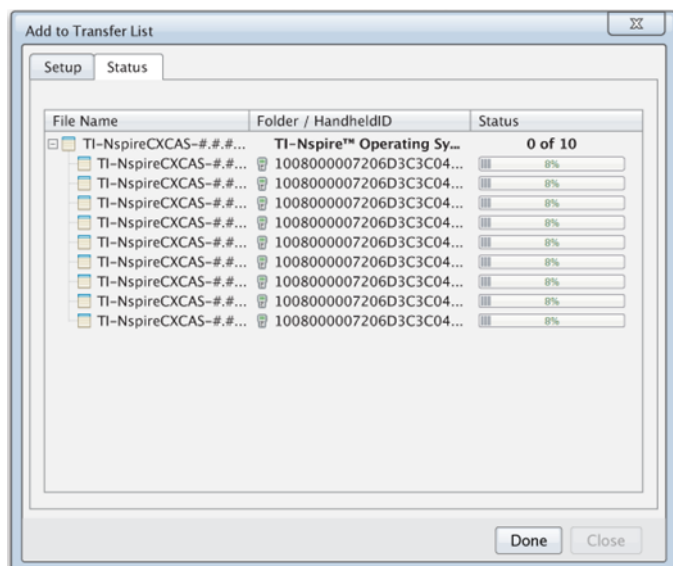 Add to Transfer List
Setup Status
File Name Folder / HandheldID Status
TI-NspireCXCAS-#.#.#... TI-Nspire™ Operating Sy... 0 of 10
TI-NspireCXCAS-#.#... 1008000007206D3C3C04... 8%
TI-NspireCXCAS-#.#... 1008000007206D3C3C04... 8%
TI-NspireCXCAS-#.#... 1008000007206D3C3C04... 8%
TI-NspireCXCAS-#.#... 1008000007206D3C3C04... 8%
TI-NspireCXCAS-#.#... 1008000007206D3C3C04... 8%
TI-NspireCXCAS-#.#... 1008000007206D3C3C04... 8%
TI-NspireCXCAS-#.#... 1008000007206D3C3C04... 8%
TI-NspireCXCAS-#.#... 1008000007206D3C3C04... 8%
TI-NspireCXCAS-#.#... 1008000007206D3C3C04... 8%
Done Close